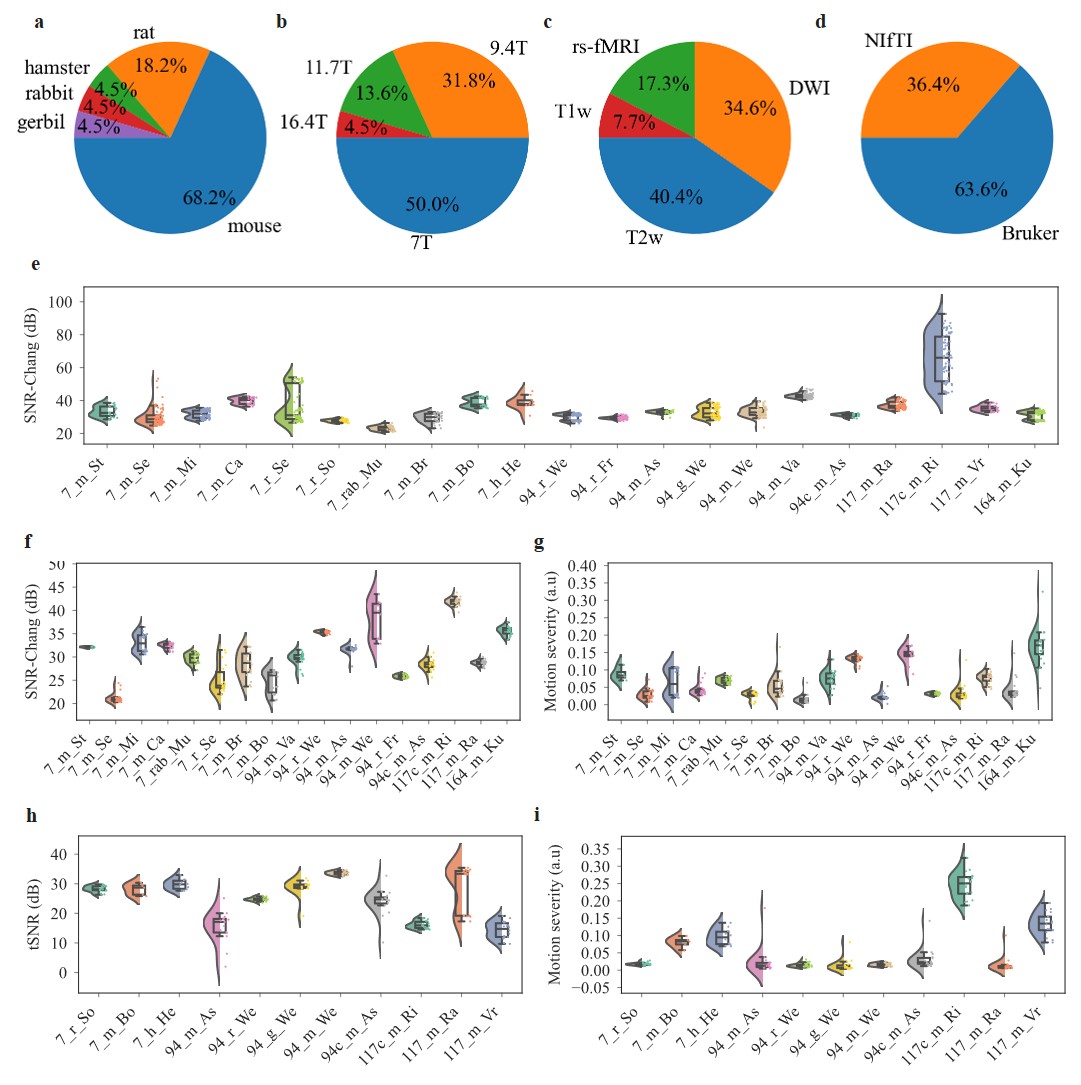 a
b
c
d
rat
18.2%
hamster
4.5%
rabbit
4.5%
gerbil
4.5%
68.2%
mouse
9.4T
31.8%
11.7T
13.6%
16.4T
4.5%
50.0%
7T
rs-fMRI
17.3%
DWI
34.6%
T1w
7.7%
40.4%
T2w
NIfTI
36.4%
63.6%
Bruker
e
SNR-Chang (dB)
100
80
60
40
20
7_m_St
7_m_Se
7_m_Mi
7_m_Ca
7_r_Se
7_r_So
7_rab_Mu
7_m_Br
7_m_Bo
7_h_He
94_r_We
94_r_Fr
94_m_As
94_g_We
94_m_We
94_m_Va
94c_m_As
117_m_Ra
117c_m_Ri
117_m_Vr
164_m_Ku
f
SNR-Chang (dB)
50
45
40
35
30
25
20
7_m_St
7_m_Se
7_m_Mi
7_m_Ca
7_rab_Mu
7_r_Se
7_m_Br
7_m_Bo
94_m_Va
94_r_We
94_m_As
94_m_We
94_r_Fr
94c_m_As
117c_m_Ri
117_m_Ra
164_m_Ku
g
Motion severity (a.u)
0.40
0.35
0.30
0.25
0.20
0.15
0.10
0.05
0.00
7_m_St
7_m_Se
7_m_Mi
7_m_Ca
7_rab_Mu
7_r_Se
7_m_Br
7_m_Bo
94_m_Va
94_r_We
94_m_As
94_m_We
94_r_Fr
94c_m_As
117c_m_Ri
117_m_Ra
164_m_Ku
h
tSNR (dB)
40
30
20
10
0
7_r_So
7_m_Bo
7_h_He
94_m_As
94_r_We
94_g_We
94_m_We
94c_m_As
117c_m_Ri
117_m_Ra
117_m_Vr
i
Motion severity (a.u)
0.35
0.30
0.25
0.20
0.15
0.10
0.05
0.00
−0.05
7_r_So
7_m_Bo
7_h_He
94_m_As
94_r_We
94_g_We
94_m_We
94c_m_As
117c_m_Ri
117_m_Ra
117_m_Vr